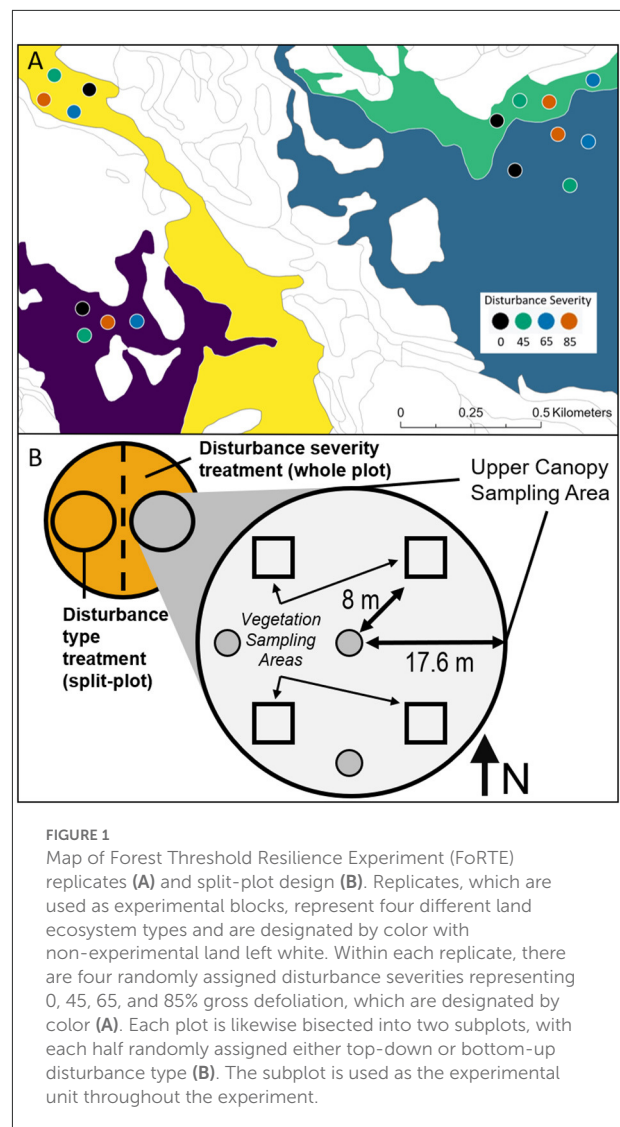 A
Disturbance Severity
0 45 65 85
0 0.25 0.5 Kilometers
B
Disturbance severity
treatment (whole plot)
Upper Canopy
Sampling Area
Disturbance
type
treatment
(split-plot)
Vegetation
Sampling
Areas
8 m
17.6 m
N
FIGURE 1
Map of Forest Threshold Resilience Experiment (FoRTE)
replicates (A) and split-plot design (B). Replicates, which are
used as experimental blocks, represent four different land
ecosystem types and are designated by color with
non-experimental land left white. Within each replicate, there
are four randomly assigned disturbance severities representing
0, 45, 65, and 85% gross defoliation, which are designated by
color (A). Each plot is likewise bisected into two subplots, with
each half randomly assigned either top-down or bottom-up
disturbance type (B). The subplot is used as the experimental
unit throughout the experiment.